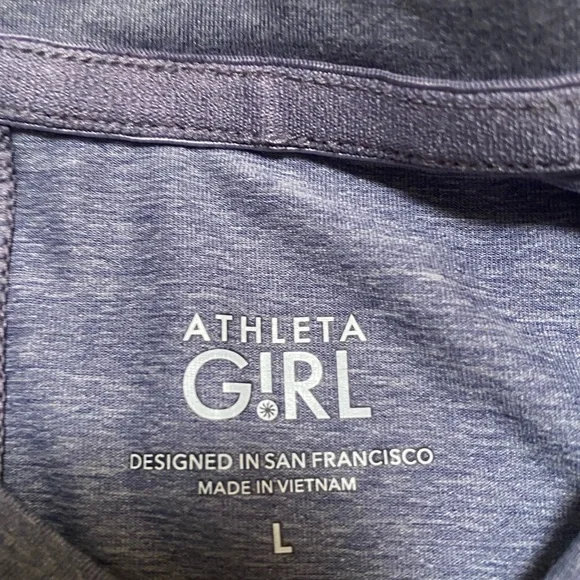 ATHLETA
G!RL
DESIGNED IN SAN FRANCISCO
MADE IN VIETNAM
L